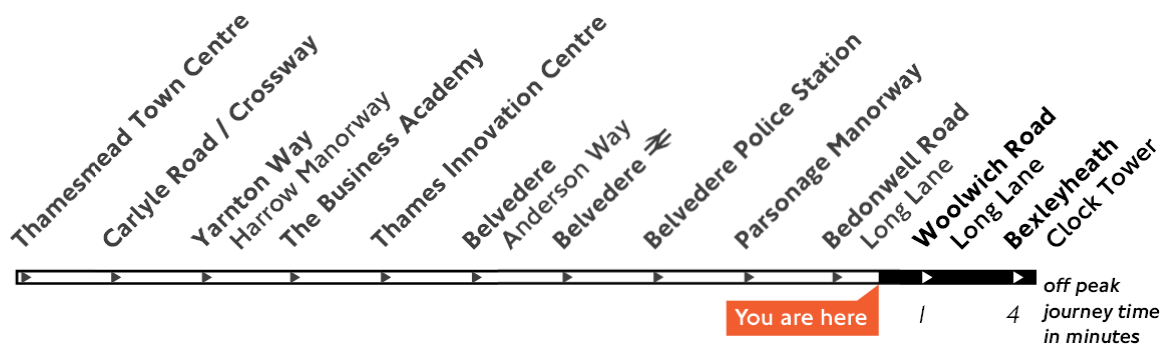 Thamesmead Town Centre
Carlyle Road / Crossway
Yarnton Way
Harrow Manorway
The Business Academy
Thames Innovation Centre
Belvedere
Anderson Way
Belvedere
Belvedere Police Station
Parsonage Manorway
Bedonwell Road
Long Lane
Woolwich Road
Long Lane
Bexleyheath
Clock Tower
You are here
1
4
off peak
journey time
in minutes